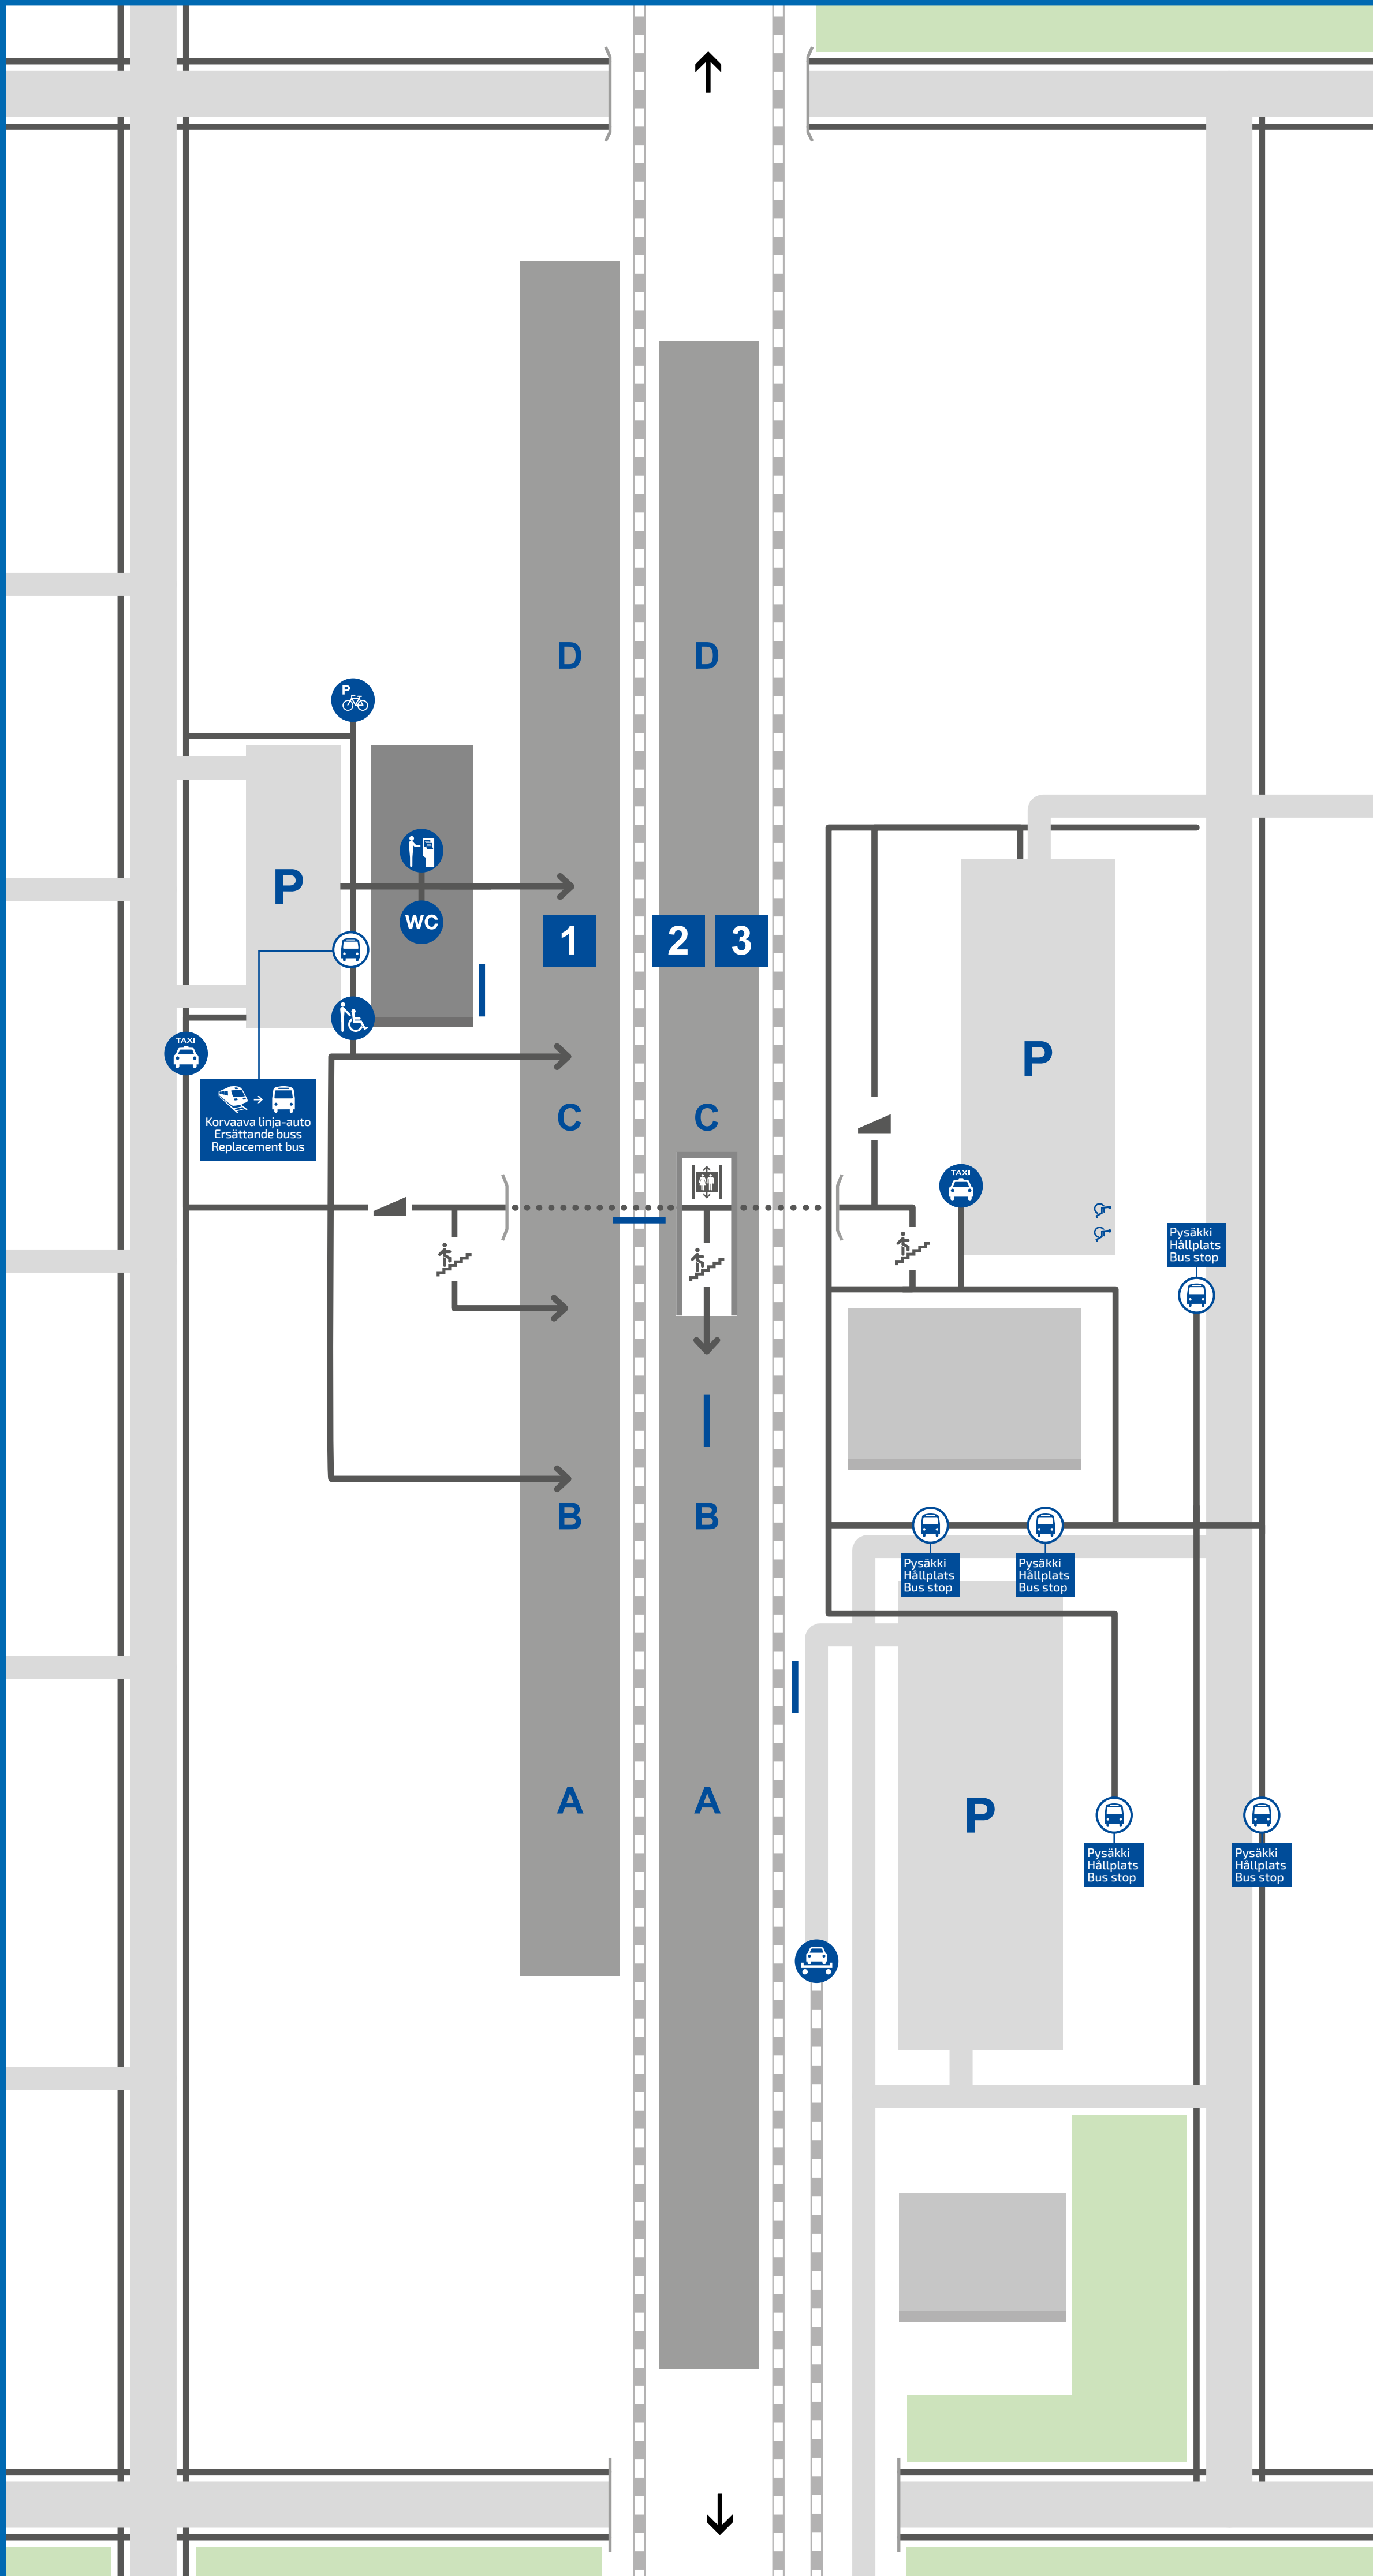 D
D
P
P
WC
1
2
3
P
TAXI
Korvaava linja-auto
Ersättande buss
Replacement bus
C
C
TAXI
Pysäkki
Hållplats
Bus stop
B
B
Pysäkki
Hållplats
Bus stop
Pysäkki
Hållplats
Bus stop
A
A
P
Pysäkki
Hållplats
Bus stop
Pysäkki
Hållplats
Bus stop